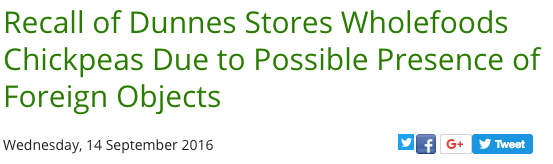 Recall of Dunnes Stores Wholefoods
Chickpeas Due to Possible Presence of
Foreign Objects
Wednesday, 14 September 2016
G+
Tweet